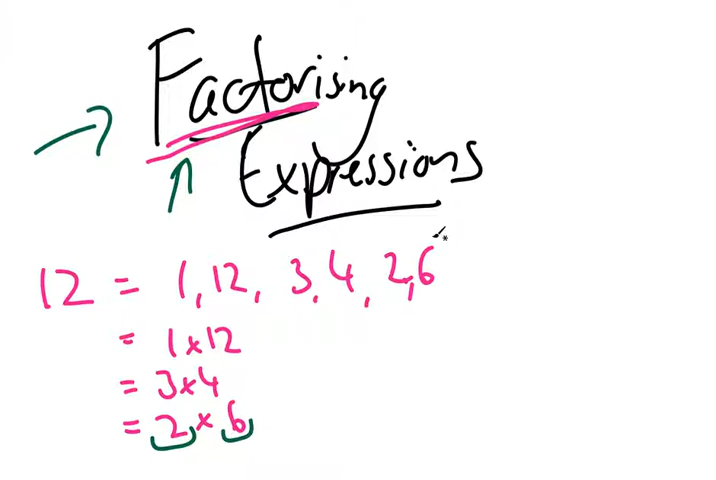 Factorising
Expressions
12 = 1, 12, 3, 4, 2, 6
= 1 × 12
= 3 × 4
= 2 × 6